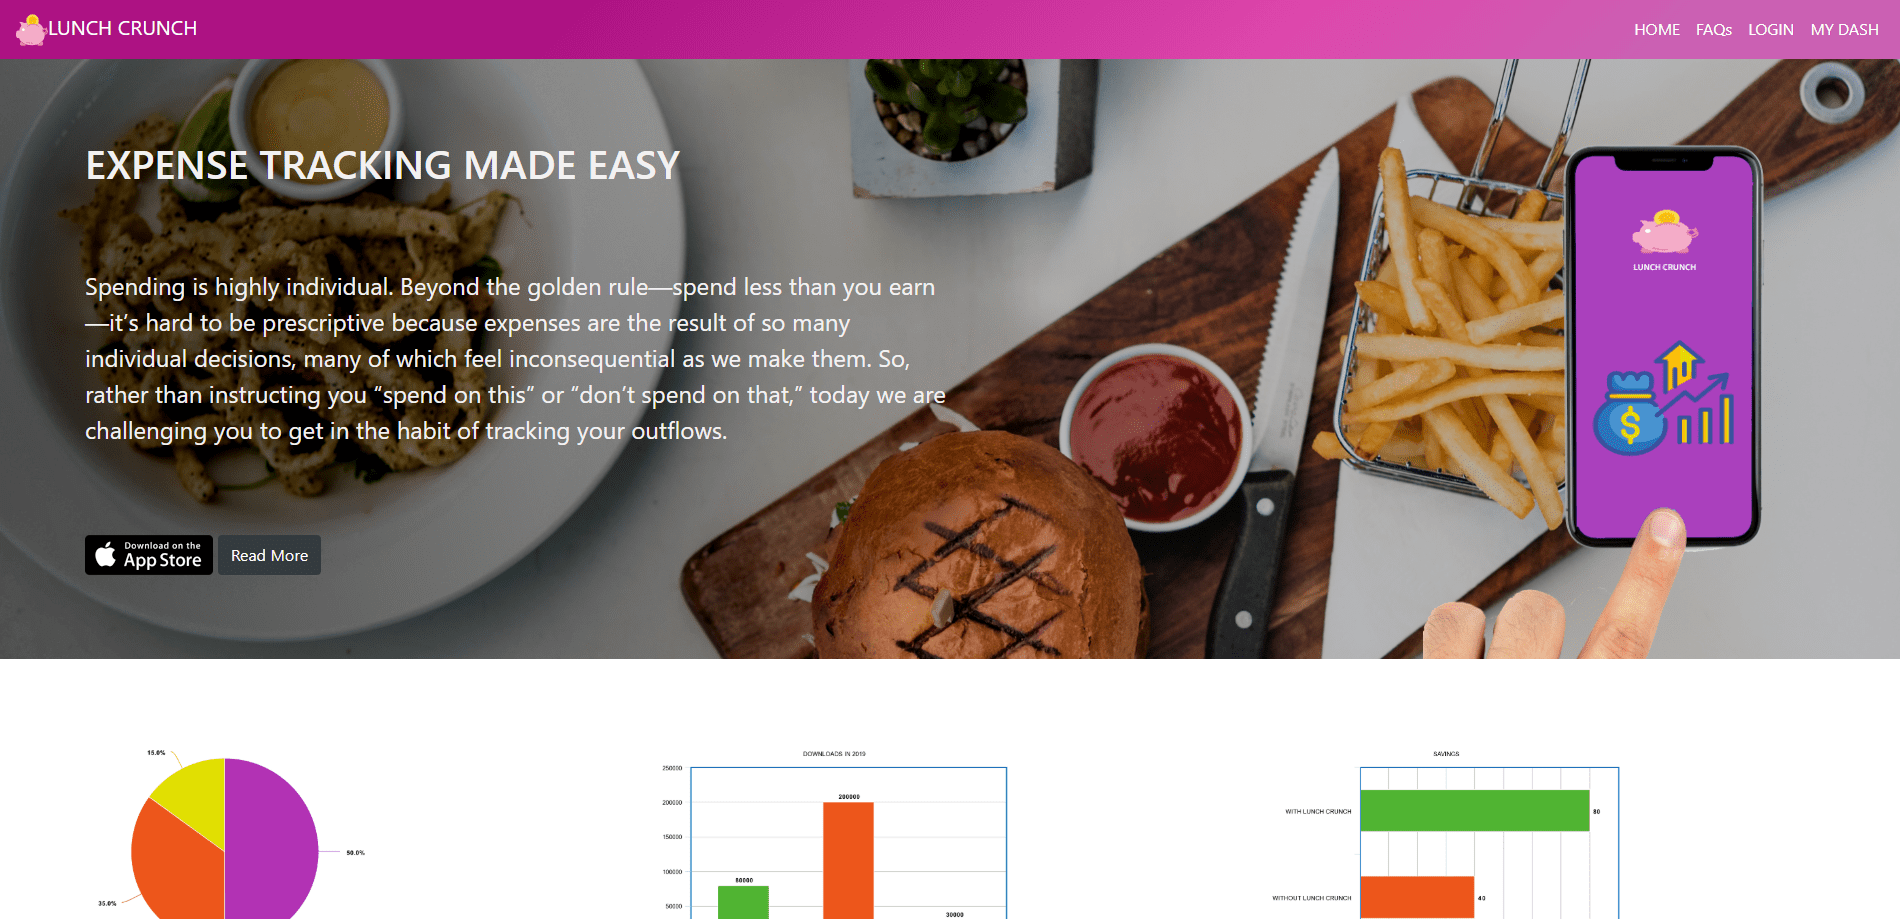 LUNCH CRUNCH
HOME FAQs LOGIN MY DASH
EXPENSE TRACKING MADE EASY
Spending is highly individual. Beyond the golden rule—spend less than you earn
—it’s hard to be prescriptive because expenses are the result of so many
individual decisions, many of which feel inconsequential as we make them. So,
rather than instructing you “spend on this” or “don’t spend on that,” today we are
challenging you to get in the habit of tracking your outflows.
Download on the
App Store
Read More
LUNCH CRUNCH
$
15.0%
50.0%
35.0%
DOWNLOADS IN 2019
250000
200000
150000
100000
50000
80000
200000
30000
SAVINGS
WITH LUNCH CRUNCH
80
WITHOUT LUNCH CRUNCH
40